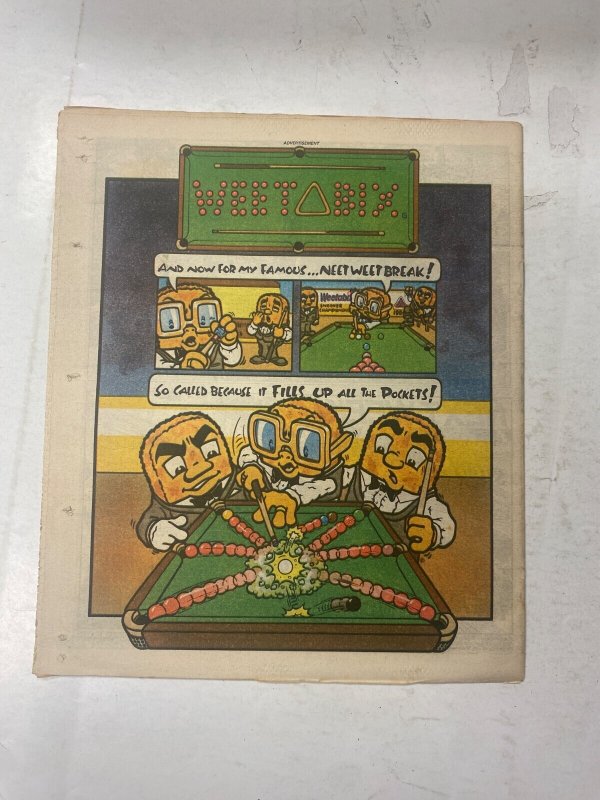 ADVERTISEMENT
WEETABIX
AND NOW FOR MY FAMOUS...NEET WEET BREAK!
Weetabix
SNOOKER
SO CALLED BECAUSE IT FILLS UP ALL THE POCKETS!